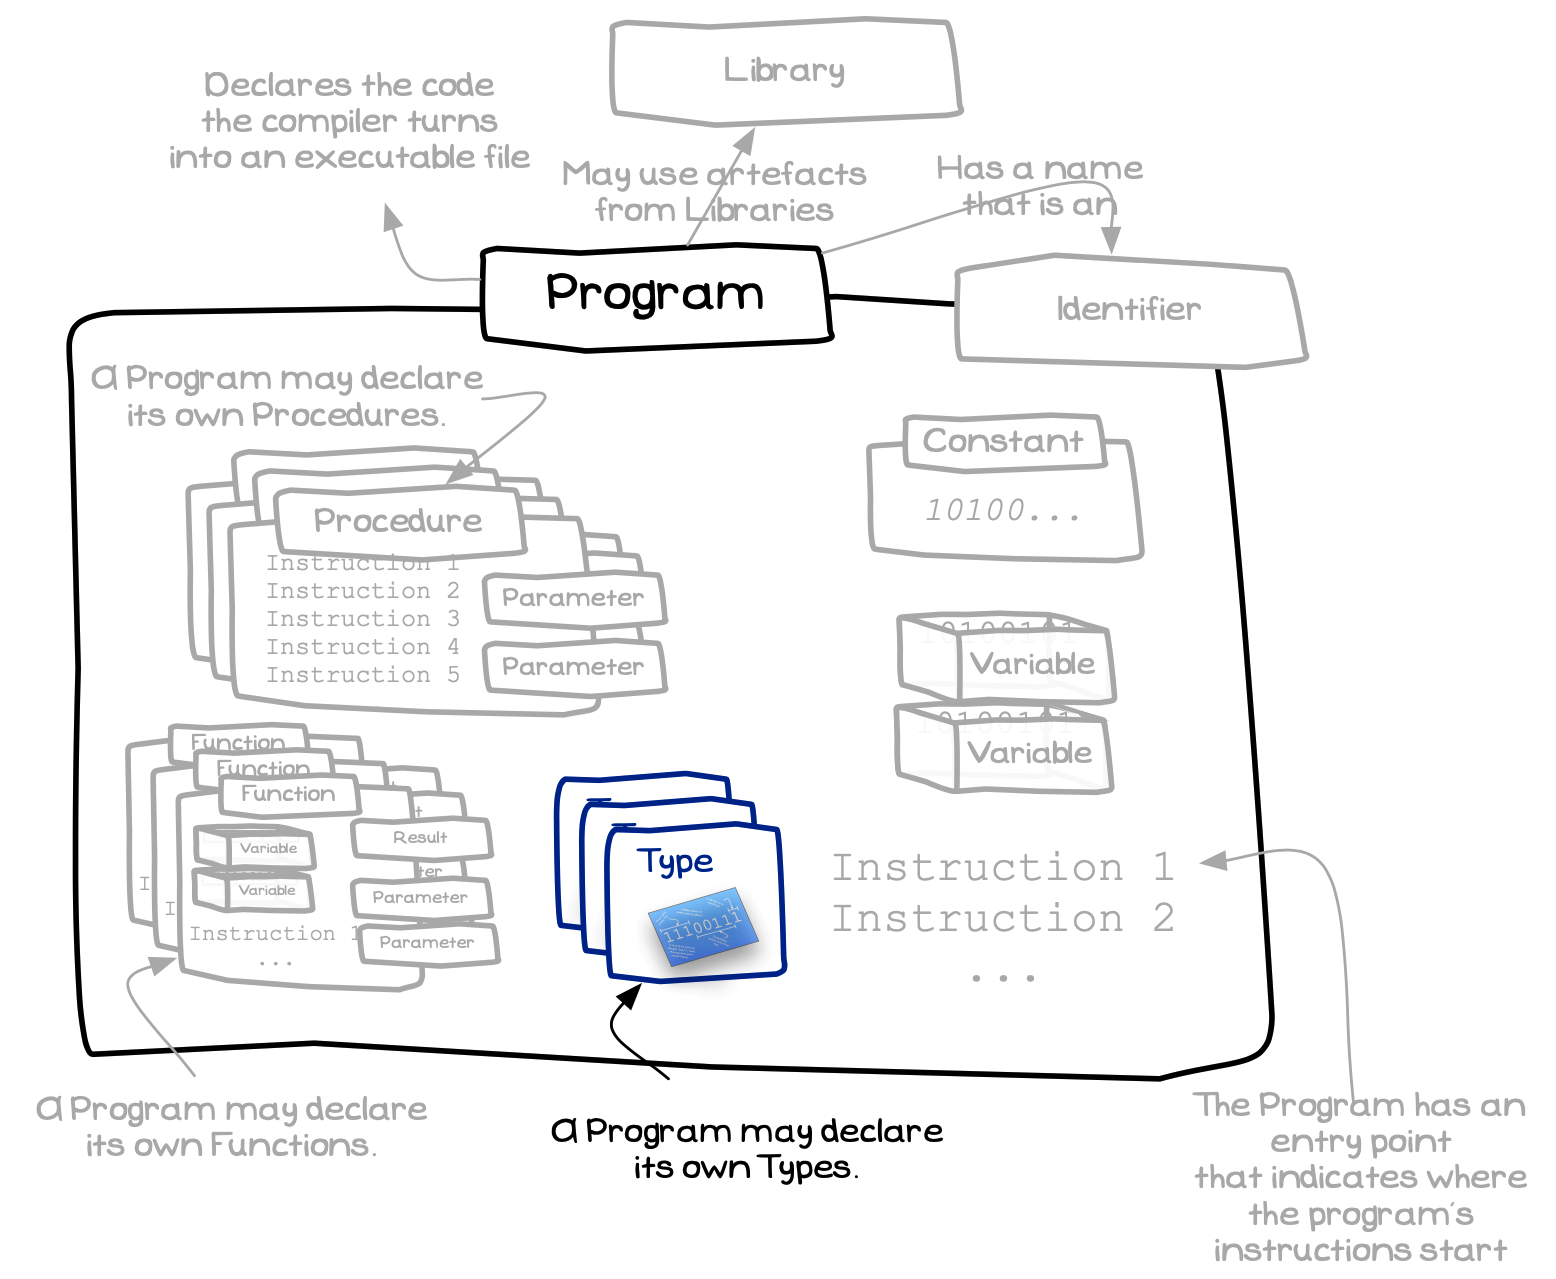 Library
Declares the code
the compiler turns
into an executable file
May use artefacts
from Libraries
Has a name
that is an
Program
Identifier
A Program may declare
its own Procedures.
Constant
10100...
Procedure
Instruction 1
Instruction 2
Instruction 3
Instruction 4
Instruction 5
Parameter
Parameter
10100101
Variable
10100101
Variable
Function
Function
Function
Variable
Variable
Result
Parameter
Parameter
Instruction 1
...
Type
11100111
Instruction 1
Instruction 2
...
A Program may declare
its own Functions.
A Program may declare
its own Types.
The Program has an
entry point
that indicates where
the program's
instructions start